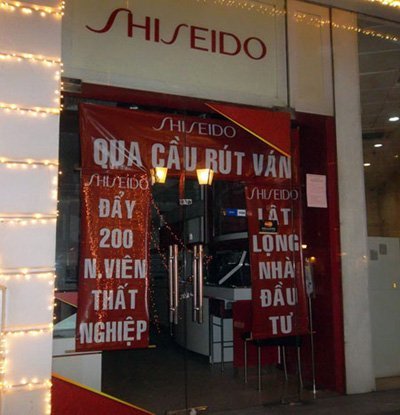 SHISEIDO
SHISEIDO
QUA CẦU RÚT VÁN
SHISEIDO
ĐẨY
200
N.VIÊN
THẤT
NGHIỆP
SHISEIDO
LẬT
LỌNG
NHÀ
ĐẦU
TƯ